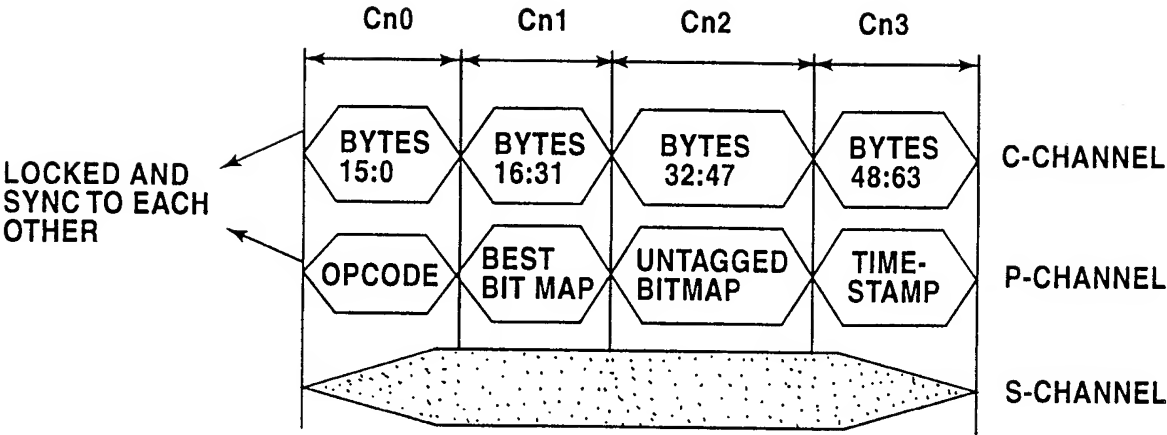 Cn0 Cn1 Cn2 Cn3
BYTES
15:0
BYTES
16:31
BYTES
32:47
BYTES
48:63
C-CHANNEL
LOCKED AND
SYNC TO EACH
OTHER
OPCODE
BEST
BIT MAP
UNTAGGED
BITMAP
TIME-
STAMP
P-CHANNEL
S-CHANNEL